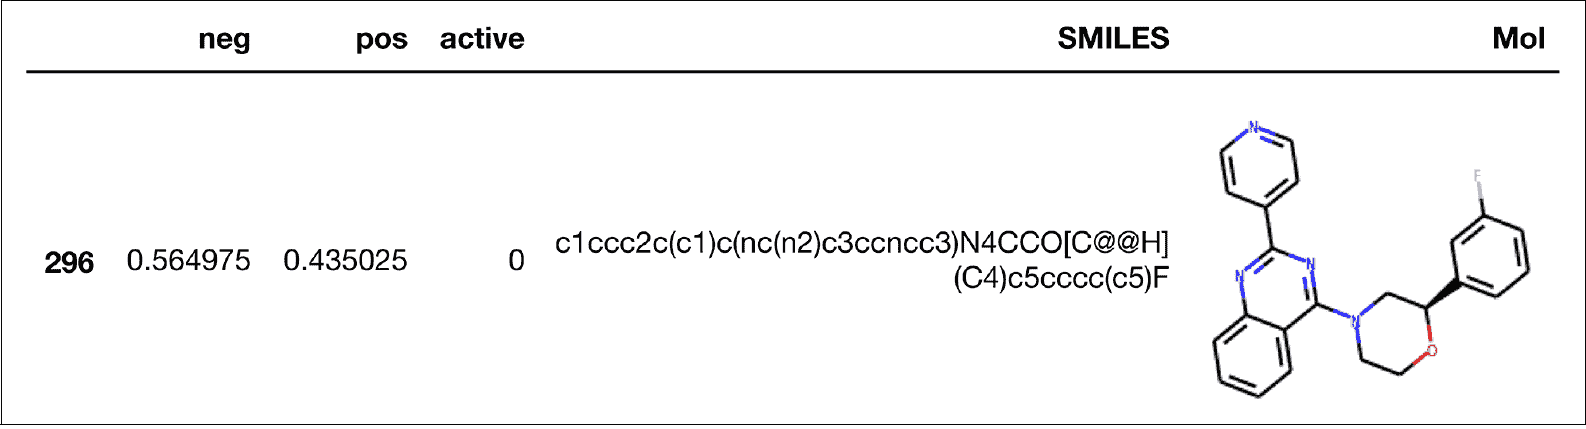 neg pos active SMILES Mol
296 0.564975 0.435025 0 c1ccc2c(c1)c(nc(n2)c3ccncc3)N4CCO[C@@H]
(C4)c5cccc(c5)F
N
F
N
N
N
O